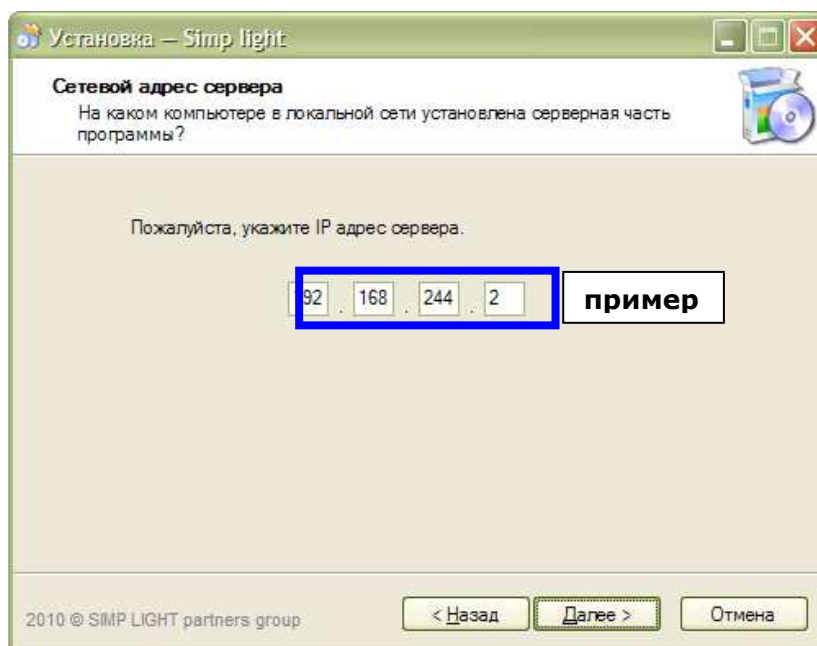 Установка — Simp light
Сетевой адрес сервера
На каком компьютере в локальной сети установлена серверная часть
программы?
Пожалуйста, укажите IP адрес сервера.
192 . 168 . 244 . 2
пример
2010 © SIMP LIGHT partners group
< Назад
Далее >
Отмена